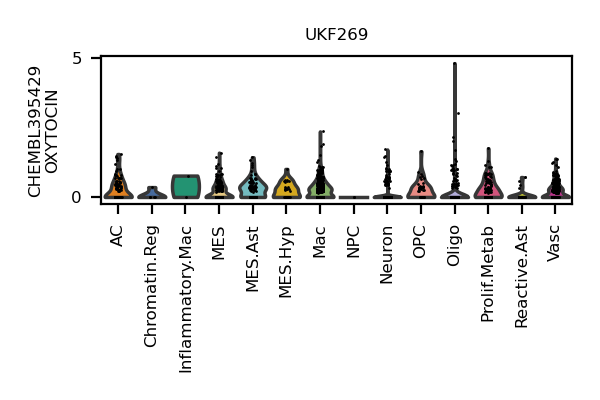 UKF269
CHEMBL395429
OXYTOCIN
5
0
AC
Chromatin.Reg
Inflammatory.Mac
MES
MES.Ast
MES.Hyp
Mac
NPC
Neuron
OPC
Oligo
Prolif.Metab
Reactive.Ast
Vasc